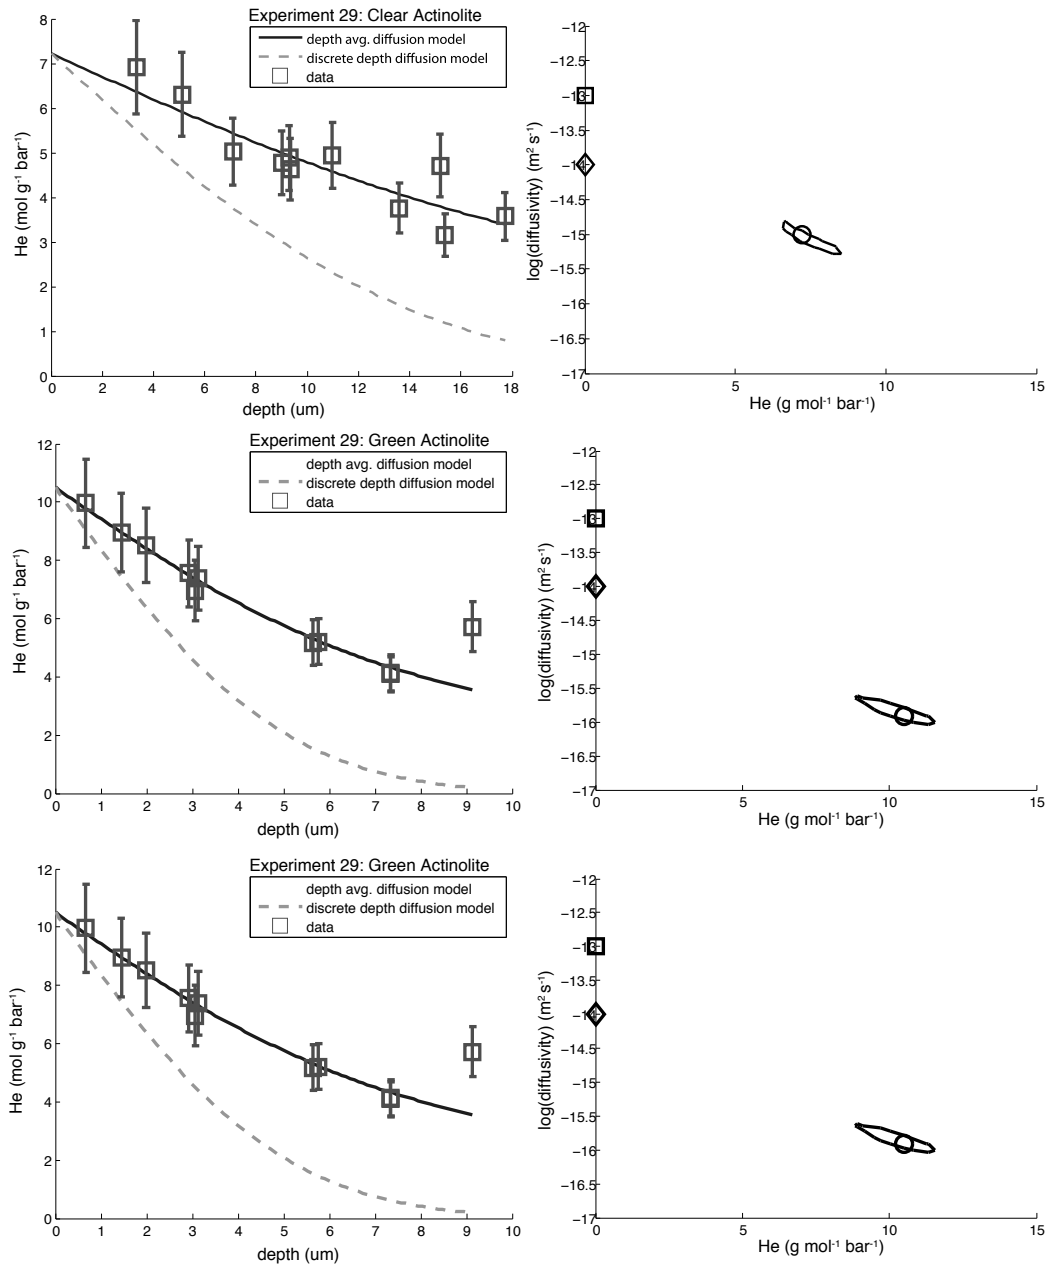 Experiment 29: Clear Actinolite
depth avg. diffusion model
discrete depth diffusion model
data
8
7
6
5
4
3
2
1
0
He (mol g⁻¹ bar⁻¹)
0 2 4 6 8 10 12 14 16 18
depth (um)
−12
−12.5
−13
−13.5
−14
−14.5
−15
−15.5
−16
−16.5
−17
log(diffusivity) (m² s⁻¹)
0 5 10 15
He (g mol⁻¹ bar⁻¹)
Experiment 29: Green Actinolite
depth avg. diffusion model
discrete depth diffusion model
data
12
10
8
6
4
2
0
He (mol g⁻¹ bar⁻¹)
0 1 2 3 4 5 6 7 8 9 10
depth (um)
−12
−12.5
−13
−13.5
−14
−14.5
−15
−15.5
−16
−16.5
−17
log(diffusivity) (m² s⁻¹)
0 5 10 15
He (g mol⁻¹ bar⁻¹)
Experiment 29: Green Actinolite
depth avg. diffusion model
discrete depth diffusion model
data
12
10
8
6
4
2
0
He (mol g⁻¹ bar⁻¹)
0 1 2 3 4 5 6 7 8 9 10
depth (um)
−12
−12.5
−13
−13.5
−14
−14.5
−15
−15.5
−16
−16.5
−17
log(diffusivity) (m² s⁻¹)
0 5 10 15
He (g mol⁻¹ bar⁻¹)